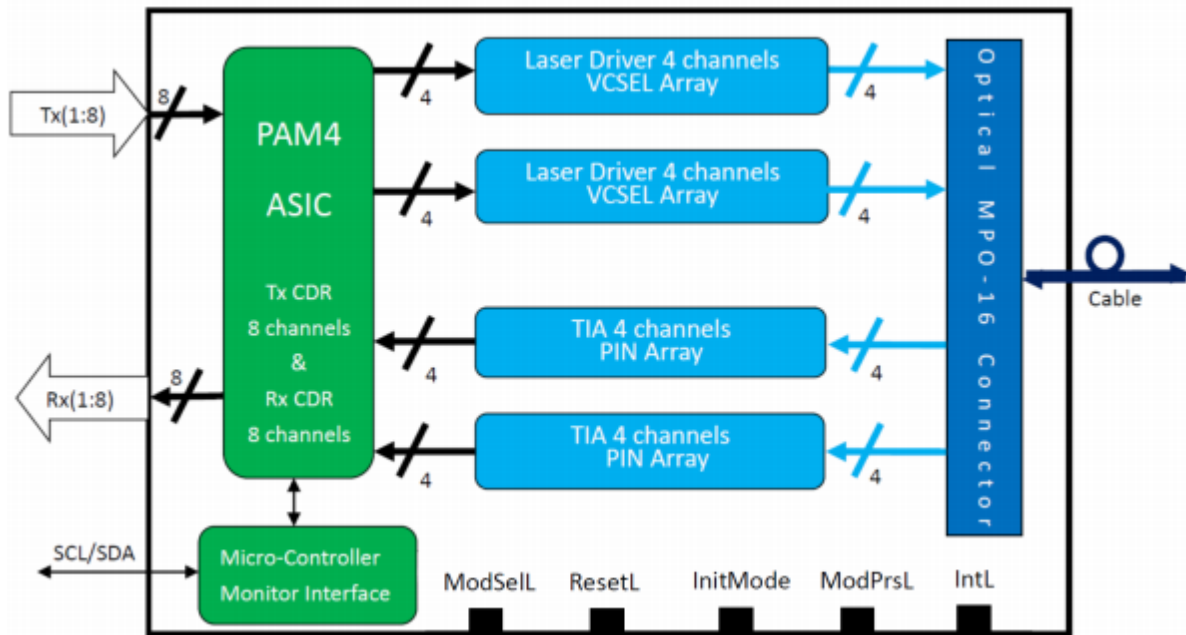 Tx(1:8)
8
PAM4
ASIC
Tx CDR
8 channels
&
Rx CDR
8 channels
4
Laser Driver 4 channels
VCSEL Array
4
4
Laser Driver 4 channels
VCSEL Array
4
4
TIA 4 channels
PIN Array
4
4
TIA 4 channels
PIN Array
4
Optical MPO-16 Connector
Cable
Rx(1:8)
8
SCL/SDA
Micro-Controller
Monitor Interface
ModSelL
ResetL
InitMode
ModPrsL
IntL